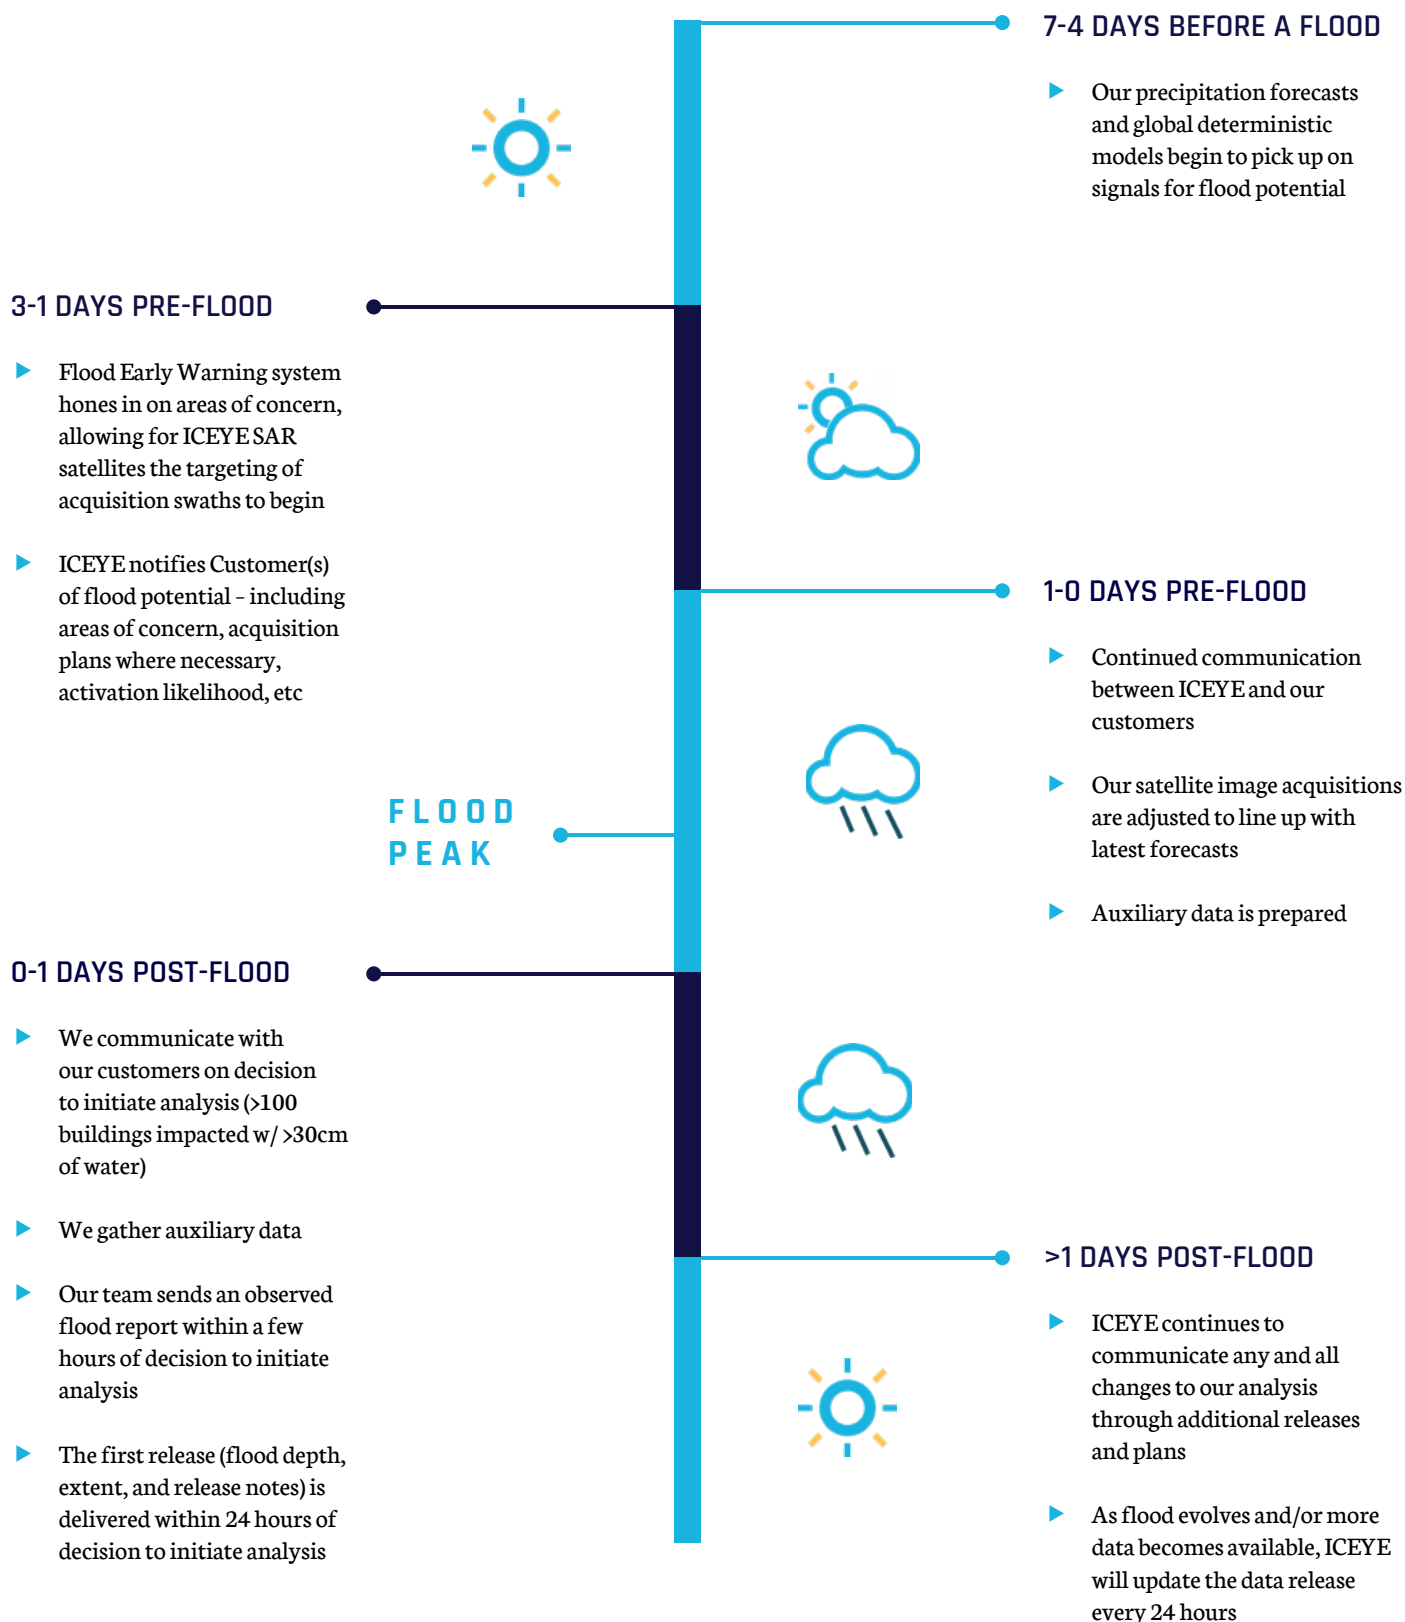 7-4 DAYS BEFORE A FLOOD
Our precipitation forecasts
and global deterministic
models begin to pick up on
signals for flood potential
3-1 DAYS PRE-FLOOD
Flood Early Warning system
hones in on areas of concern,
allowing for ICEYE SAR
satellites the targeting of
acquisition swaths to begin
ICEYE notifies Customer(s)
of flood potential – including
areas of concern, acquisition
plans where necessary,
activation likelihood, etc
1-0 DAYS PRE-FLOOD
Continued communication
between ICEYE and our
customers
Our satellite image acquisitions
are adjusted to line up with
latest forecasts
Auxiliary data is prepared
FLOOD
PEAK
0-1 DAYS POST-FLOOD
We communicate with
our customers on decision
to initiate analysis (>100
buildings impacted w/ >30cm
of water)
We gather auxiliary data
Our team sends an observed
flood report within a few
hours of decision to initiate
analysis
The first release (flood depth,
extent, and release notes) is
delivered within 24 hours of
decision to initiate analysis
>1 DAYS POST-FLOOD
ICEYE continues to
communicate any and all
changes to our analysis
through additional releases
and plans
As flood evolves and/or more
data becomes available, ICEYE
will update the data release
every 24 hours